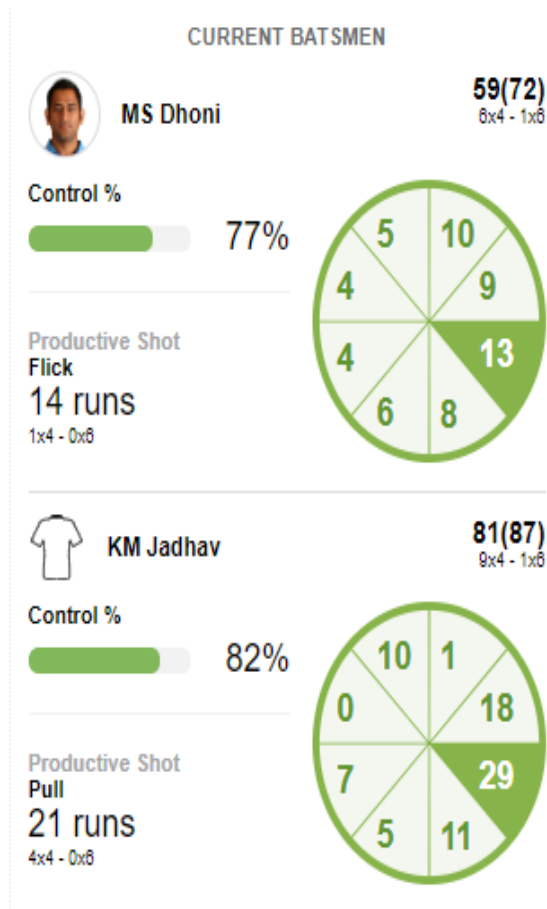 CURRENT BATSMEN
MS Dhoni
59(72)
6x4 - 1x6
Control %
77%
5 10
4 9
4 13
6 8
Productive Shot
Flick
14 runs
1x4 - 0x6
KM Jadhav
81(87)
9x4 - 1x6
Control %
82%
10 1
0 18
7 29
5 11
Productive Shot
Pull
21 runs
4x4 - 0x6